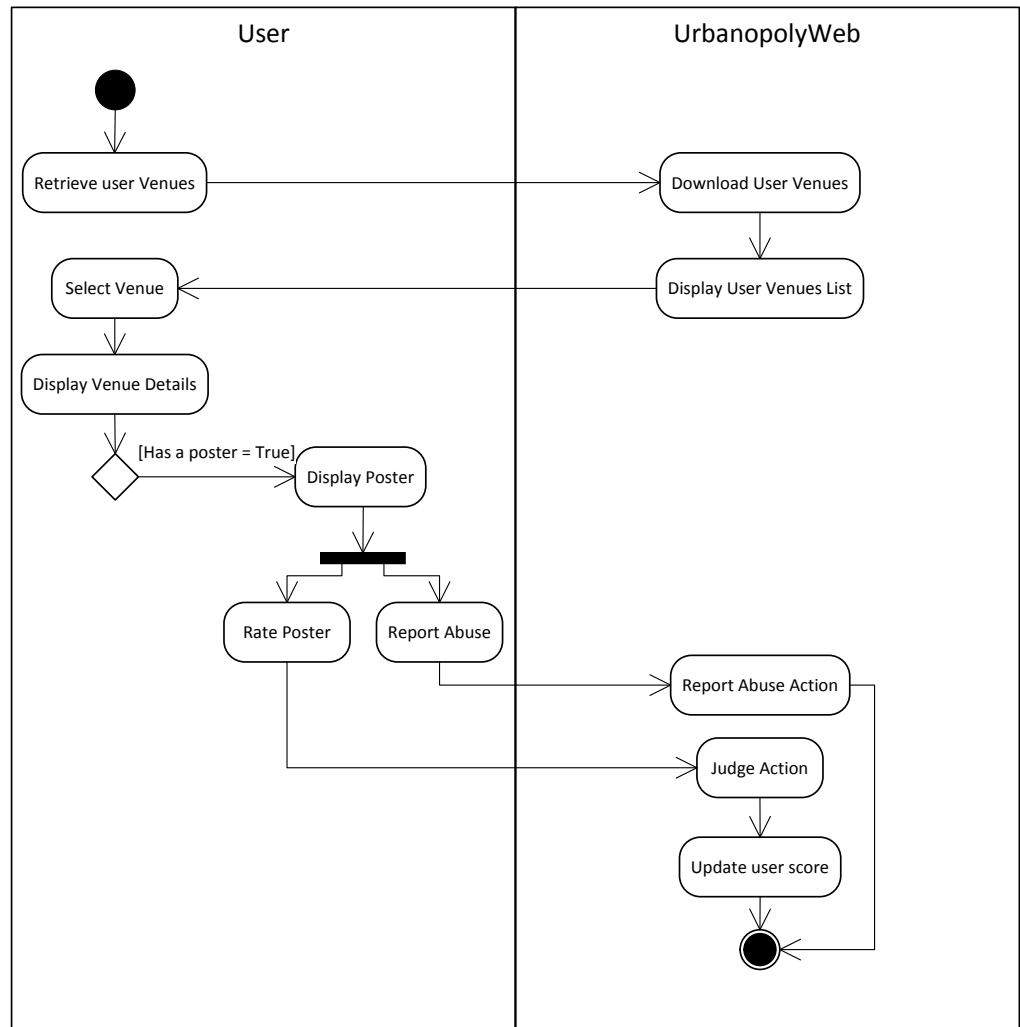 User
UrbanopolyWeb
Retrieve user Venues
Download User Venues
Select Venue
Display User Venues List
Display Venue Details
[Has a poster = True]
Display Poster
Rate Poster
Report Abuse
Report Abuse Action
Judge Action
Update user score